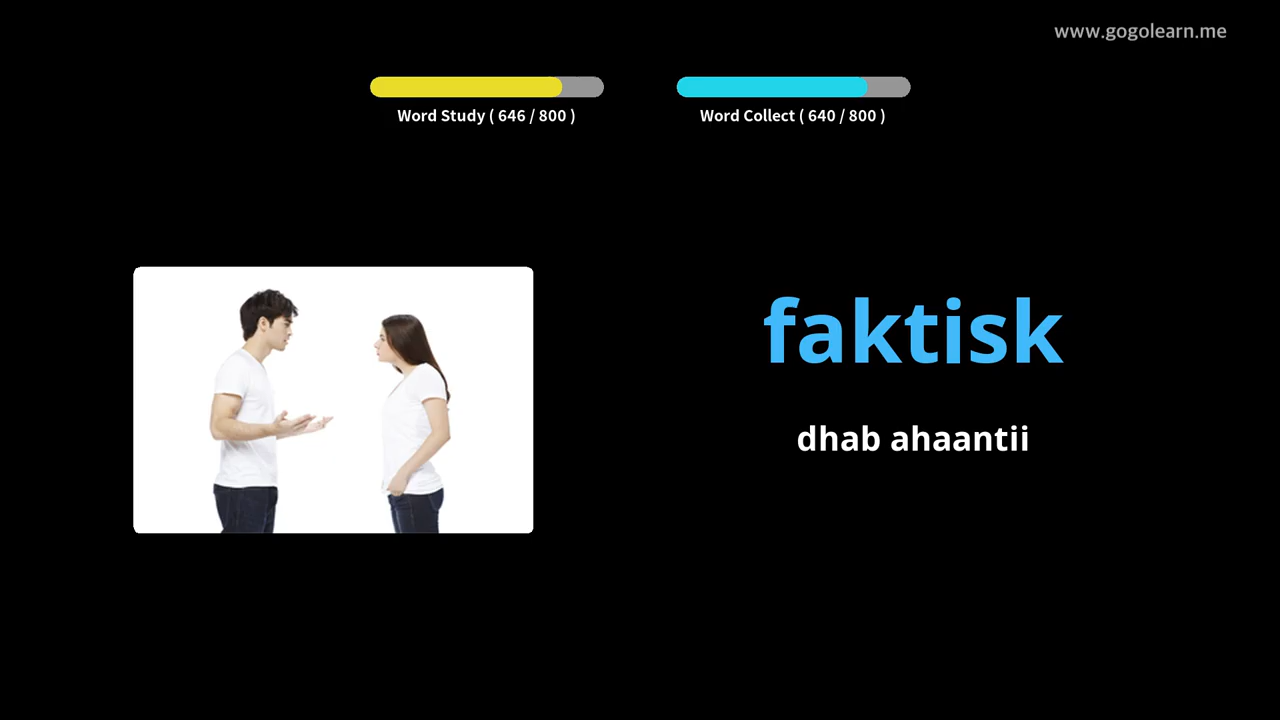 www.gogolearn.me
Word Study ( 646 / 800 )
Word Collect ( 640 / 800 )
faktisk
dhab ahaantii